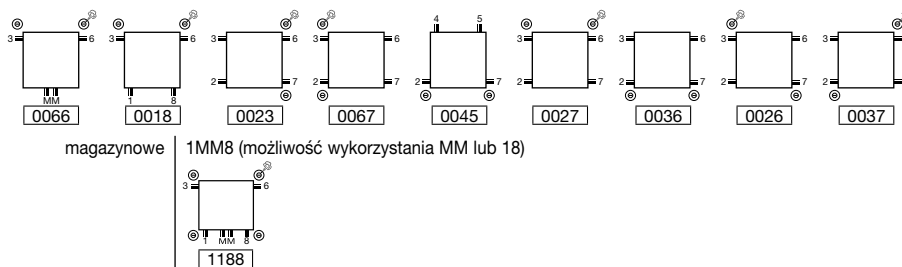 4 5
3 6 3 6 3 6 3 6 3 6 3 6 3 6 3
2 7 2 7 2 7 2 7 2 7 2 7 2 7
MM 1 8
0066 0018 0023 0067 0045 0027 0036 0026 0037
magazynowe 1MM8 (możliwość wykorzystania MM lub 18)
3 6
1 MM 8
1188